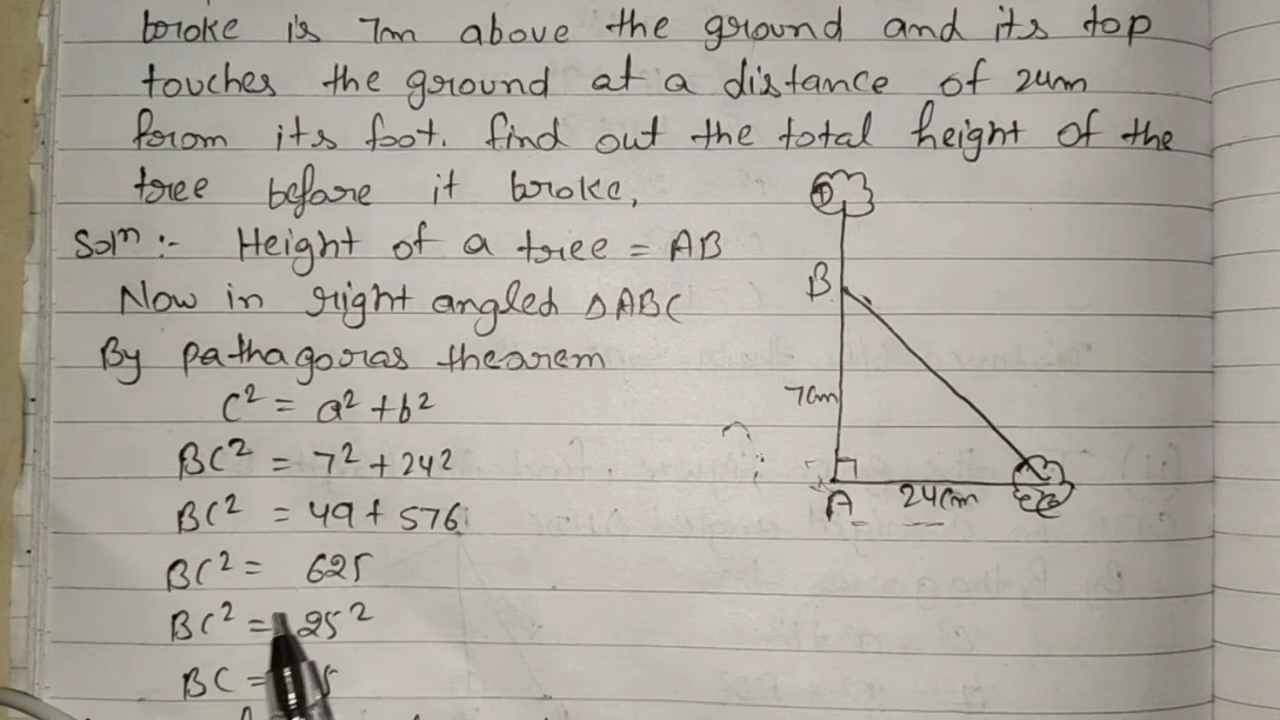 broke is 7m above the ground and its top
touches the ground at a distance of 24m
from its foot. find out the total height of the
tree before it broke,
Solⁿ :- Height of a tree = AB
Now in right angled △ABC
By pathagoras thearem
C² = a² + b²
BC² = 7² + 24²
BC² = 49 + 576
BC² = 625
BC² = 25²
BC =
D
B
7cm
A
24cm